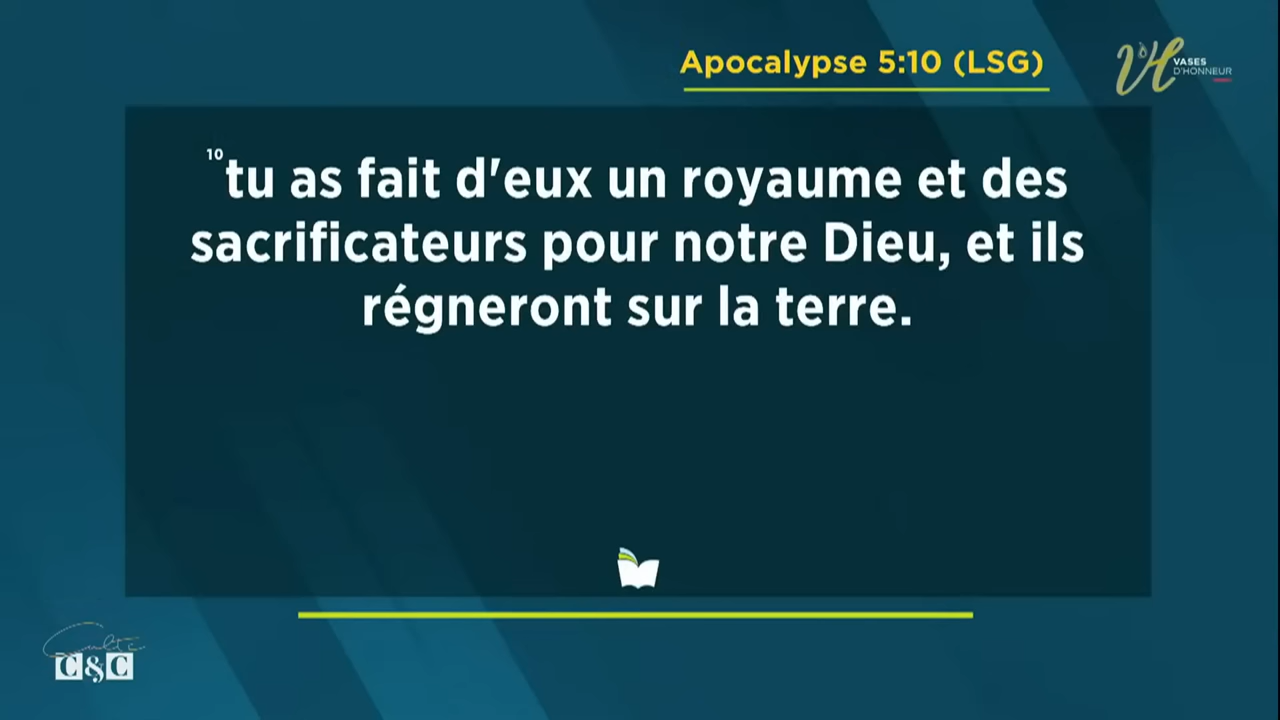 Apocalypse 5:10 (LSG)
VASES
D'HONNEUR
10 tu as fait d'eux un royaume et des
sacrificateurs pour notre Dieu, et ils
régneront sur la terre.
Culte
C&C